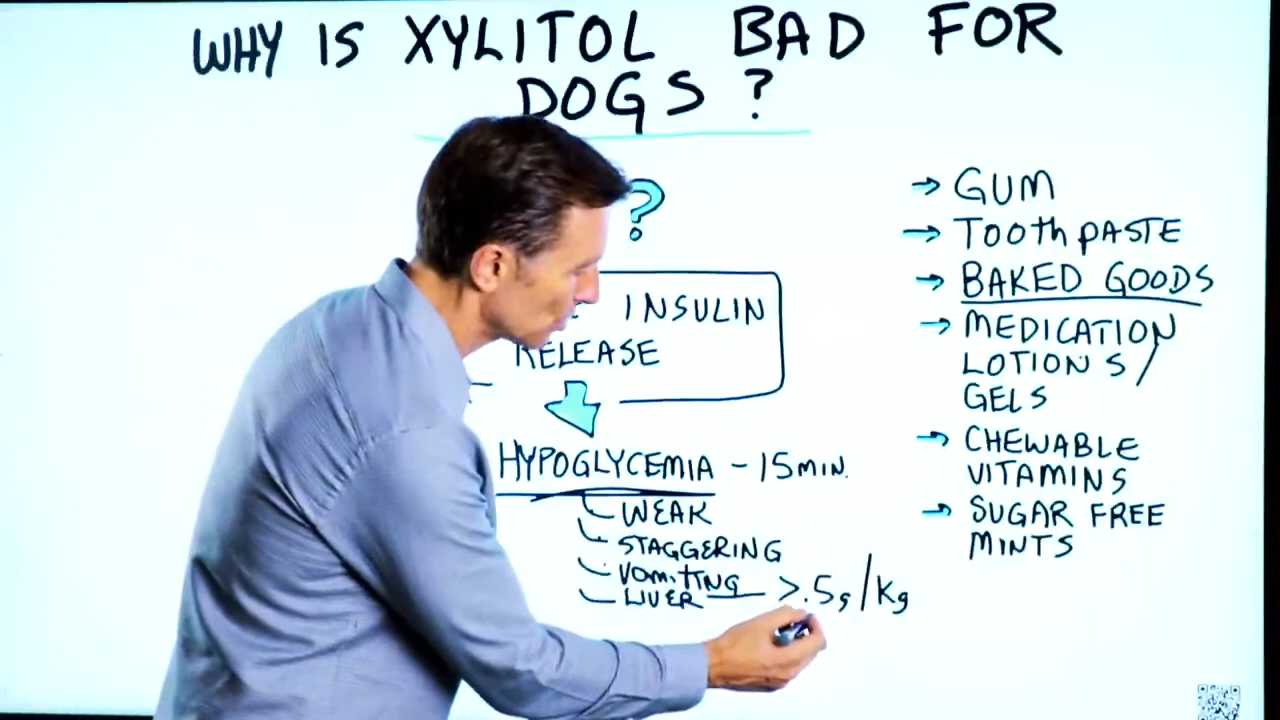 WHY IS XYLITOL BAD FOR
DOGS ?
?
INSULIN
RELEASE
HYPOGLYCEMIA - 15 MIN.
WEAK
STAGGERING
VOMITTNG
LIVER — >.5g/Kg
→ GUM
→ TOOTHPASTE
→ BAKED GOODS
→ MEDICATION
LOTIONS/
GELS
→ CHEWABLE
VITAMINS
→ SUGAR FREE
MINTS